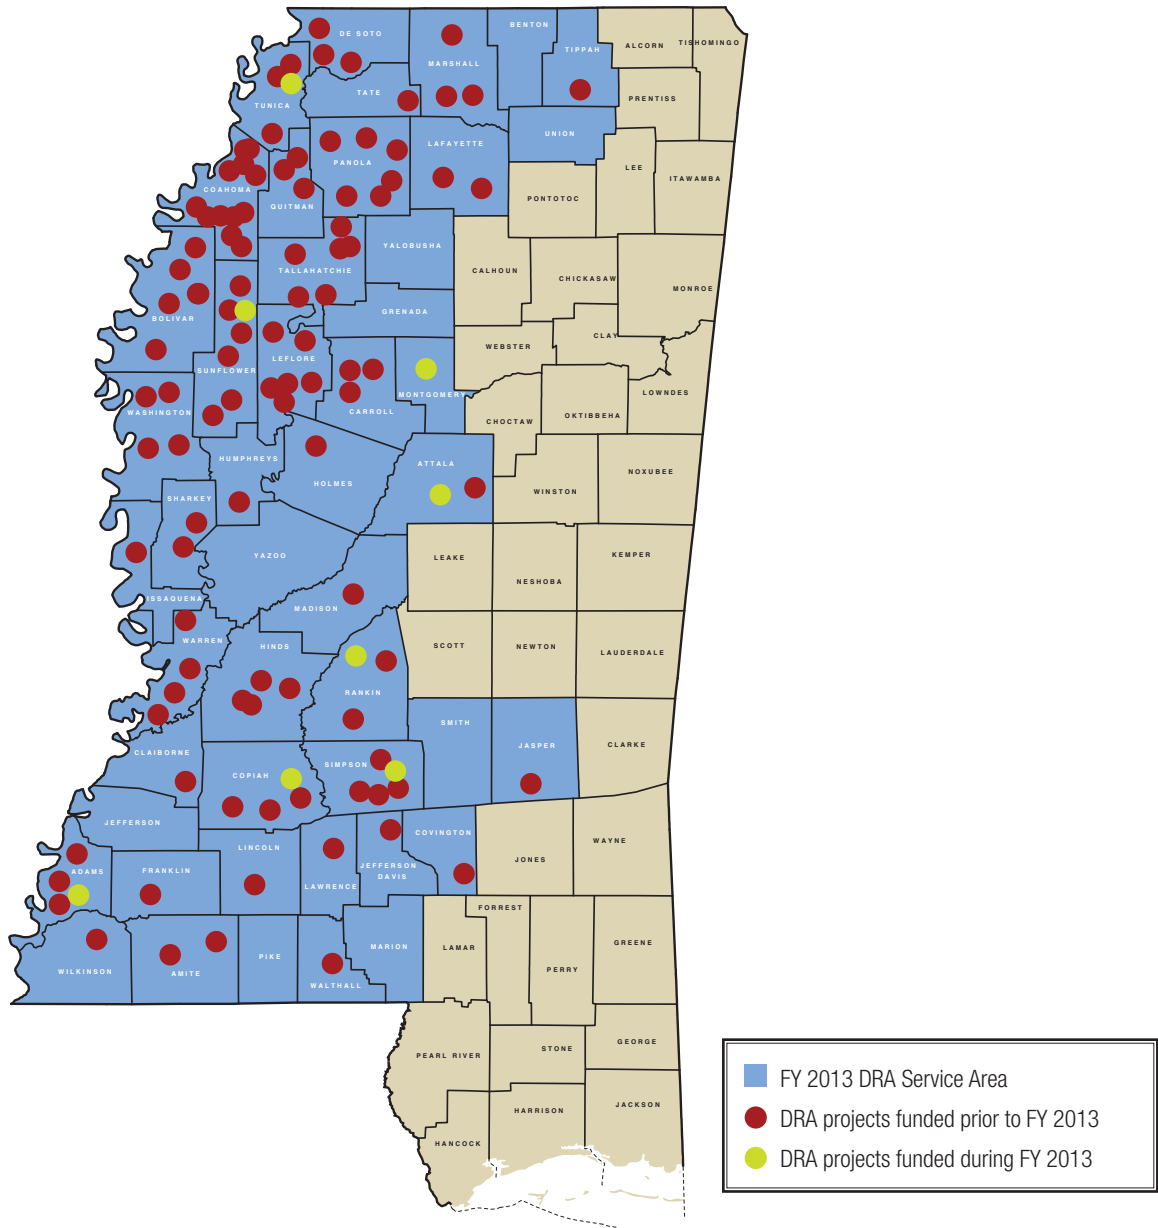 DE SOTO
BENTON
TIPPAH
ALCORN
TISHOMINGO
MARSHALL
TATE
TUNICA
PRENTISS
UNION
LAFAYETTE
PANOLA
LEE
ITAWAMBA
COAHOMA
QUITMAN
PONTOTOC
YALOBUSHA
TALLAHATCHIE
CALHOUN
CHICKASAW
MONROE
BOLIVAR
GRENADA
CLAY
WEBSTER
LEFLORE
SUNFLOWER
MONTGOMERY
LOWNDES
WASHINGTON
CARROLL
CHOCTAW
OKTIBBEHA
HUMPHREYS
ATTALA
NOXUBEE
HOLMES
WINSTON
SHARKEY
YAZOO
LEAKE
KEMPER
NESHOBA
ISSAQUENA
MADISON
WARREN
HINDS
SCOTT
NEWTON
LAUDERDALE
RANKIN
SMITH
JASPER
CLARKE
CLAIBORNE
COPIAH
SIMPSON
JEFFERSON
LINCOLN
COVINGTON
WAYNE
ADAMS
FRANKLIN
JEFFERSON
DAVIS
JONES
LAWRENCE
FORREST
LAMAR
MARION
GREENE
PIKE
PERRY
WILKINSON
AMITE
WALTHALL
PEARL RIVER
STONE
GEORGE
HARRISON
JACKSON
HANCOCK
FY 2013 DRA Service Area
DRA projects funded prior to FY 2013
DRA projects funded during FY 2013